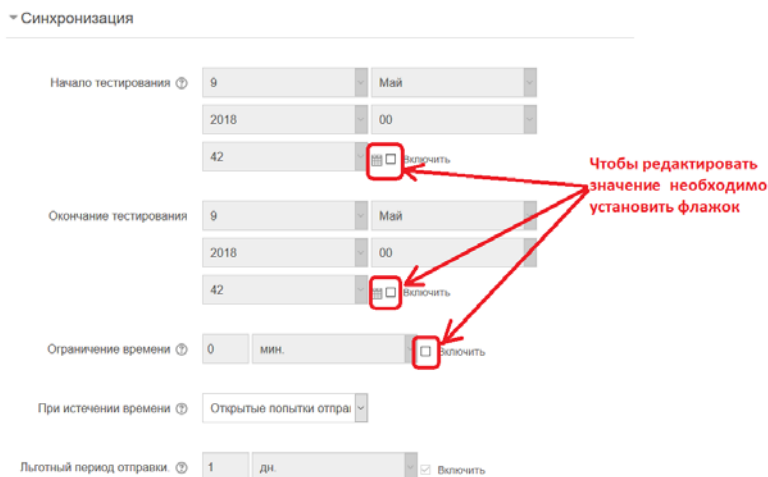 Синхронизация
Начало тестирования 9 Май
2018 00
42 Включить
Чтобы редактировать
значение необходимо
установить флажок
Окончание тестирования 9 Май
2018 00
42 Включить
Ограничение времени 0 мин. Включить
При истечении времени Открытые попытки отпра
Льготный период отправки. 1 дн. Включить